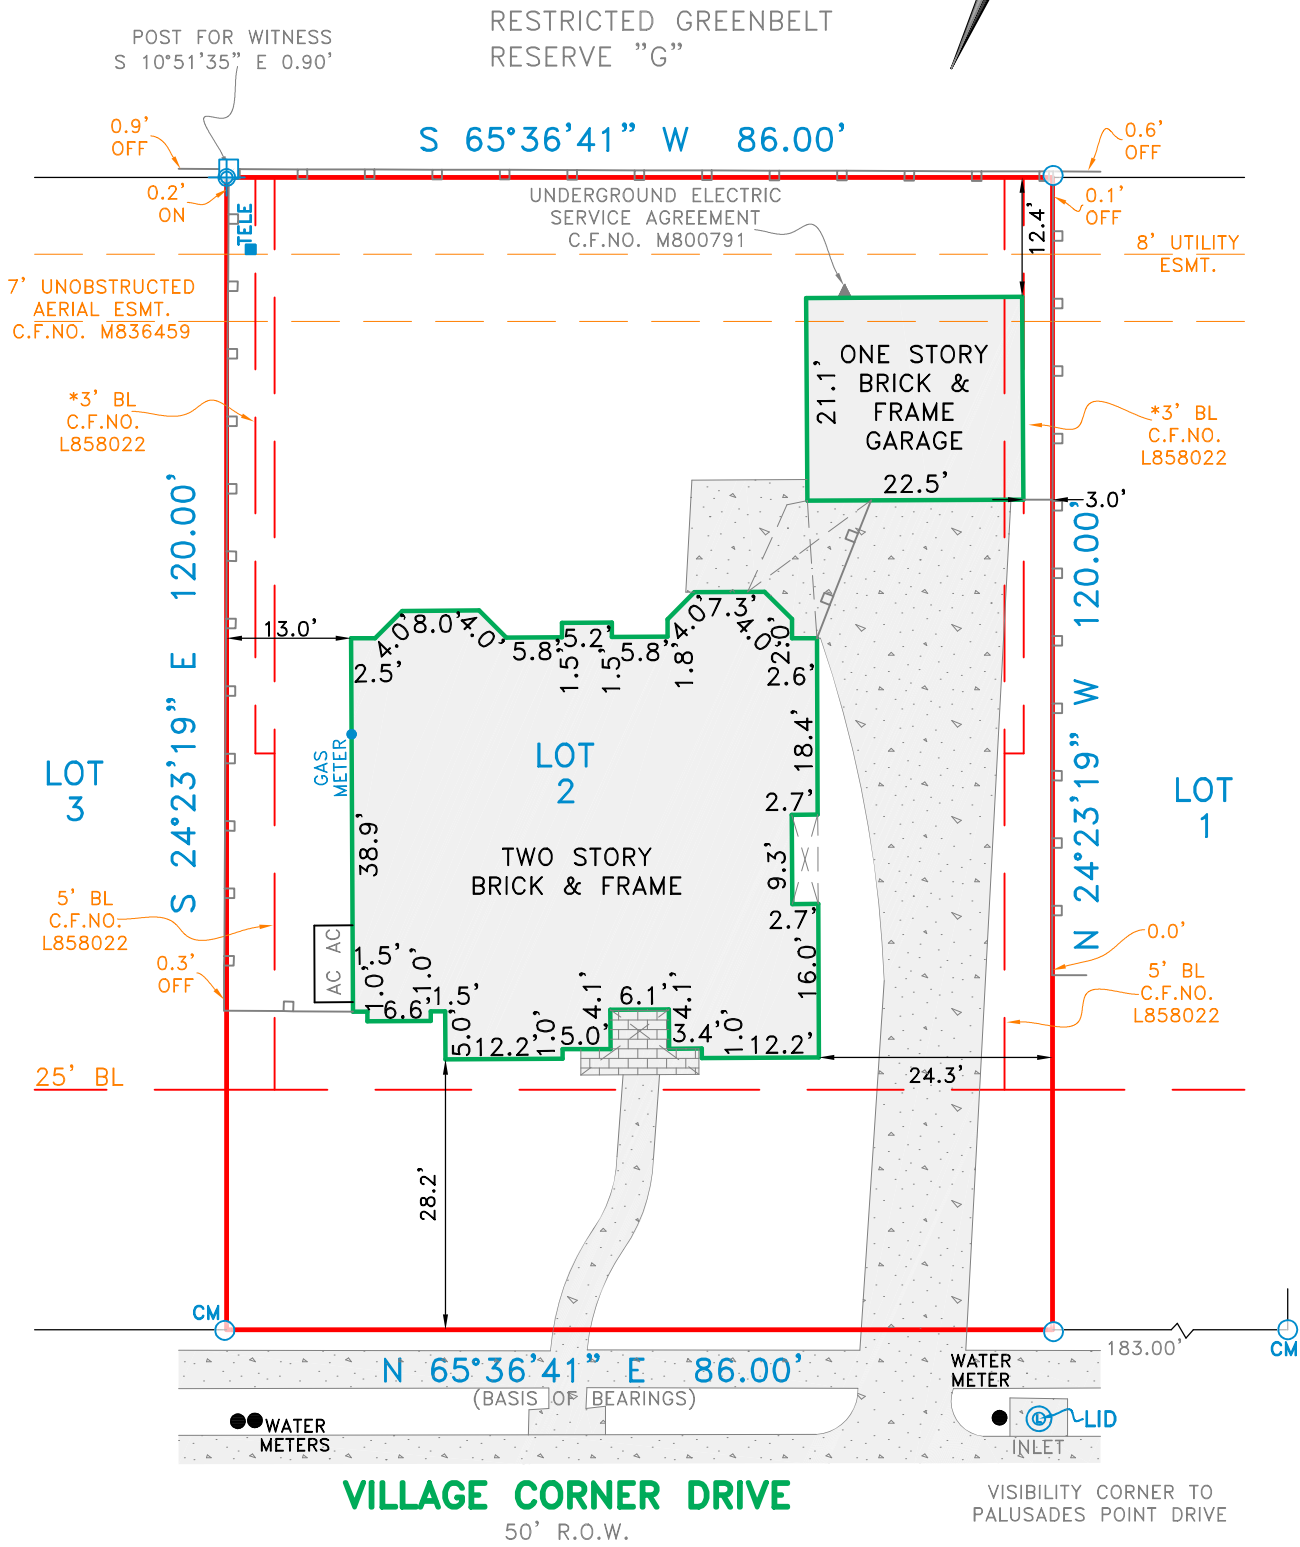 RESTRICTED GREENBELT
RESERVE "G"
POST FOR WITNESS
S 10°51'35" E 0.90'
S 65°36'41" W 86.00'
0.9'
OFF
0.6'
OFF
0.2'
ON
0.1'
OFF
TELE
UNDERGROUND ELECTRIC
SERVICE AGREEMENT
C.F.NO. M800791
12.4'
8' UTILITY
ESMT.
7' UNOBSTRUCTED
AERIAL ESMT.
C.F.NO. M836459
ONE STORY
BRICK &
FRAME
GARAGE
21.1'
22.5'
*3' BL
C.F.NO.
L858022
*3' BL
C.F.NO.
L858022
3.0'
S 24°23'19" E 120.00'
N 24°23'19" W 120.00'
13.0'
2.5'
4.0'
8.0'
4.0'
5.8'
1.5'
5.2'
1.5'
5.8'
1.8'
4.0'
7.3'
4.0'
2.0'
2.6'
18.4'
GAS
METER
LOT
2
LOT
3
LOT
1
2.7'
9.3'
2.7'
38.9'
TWO STORY
BRICK & FRAME
5' BL
C.F.NO.
L858022
0.3'
OFF
0.0'
5' BL
C.F.NO.
L858022
AC AC
1.5'
1.0'
6.6'
1.0'
1.5'
5.0'
12.2'
1.0'
5.0'
4.1'
6.1'
4.1'
3.4'
1.0'
12.2'
16.0'
24.3'
25' BL
28.2'
CM
CM
183.00'
N 65°36'41" E 86.00'
(BASIS OF BEARINGS)
WATER
METER
WATER
METERS
LID
L
INLET
VILLAGE CORNER DRIVE
50' R.O.W.
VISIBILITY CORNER TO
PALUSADES POINT DRIVE